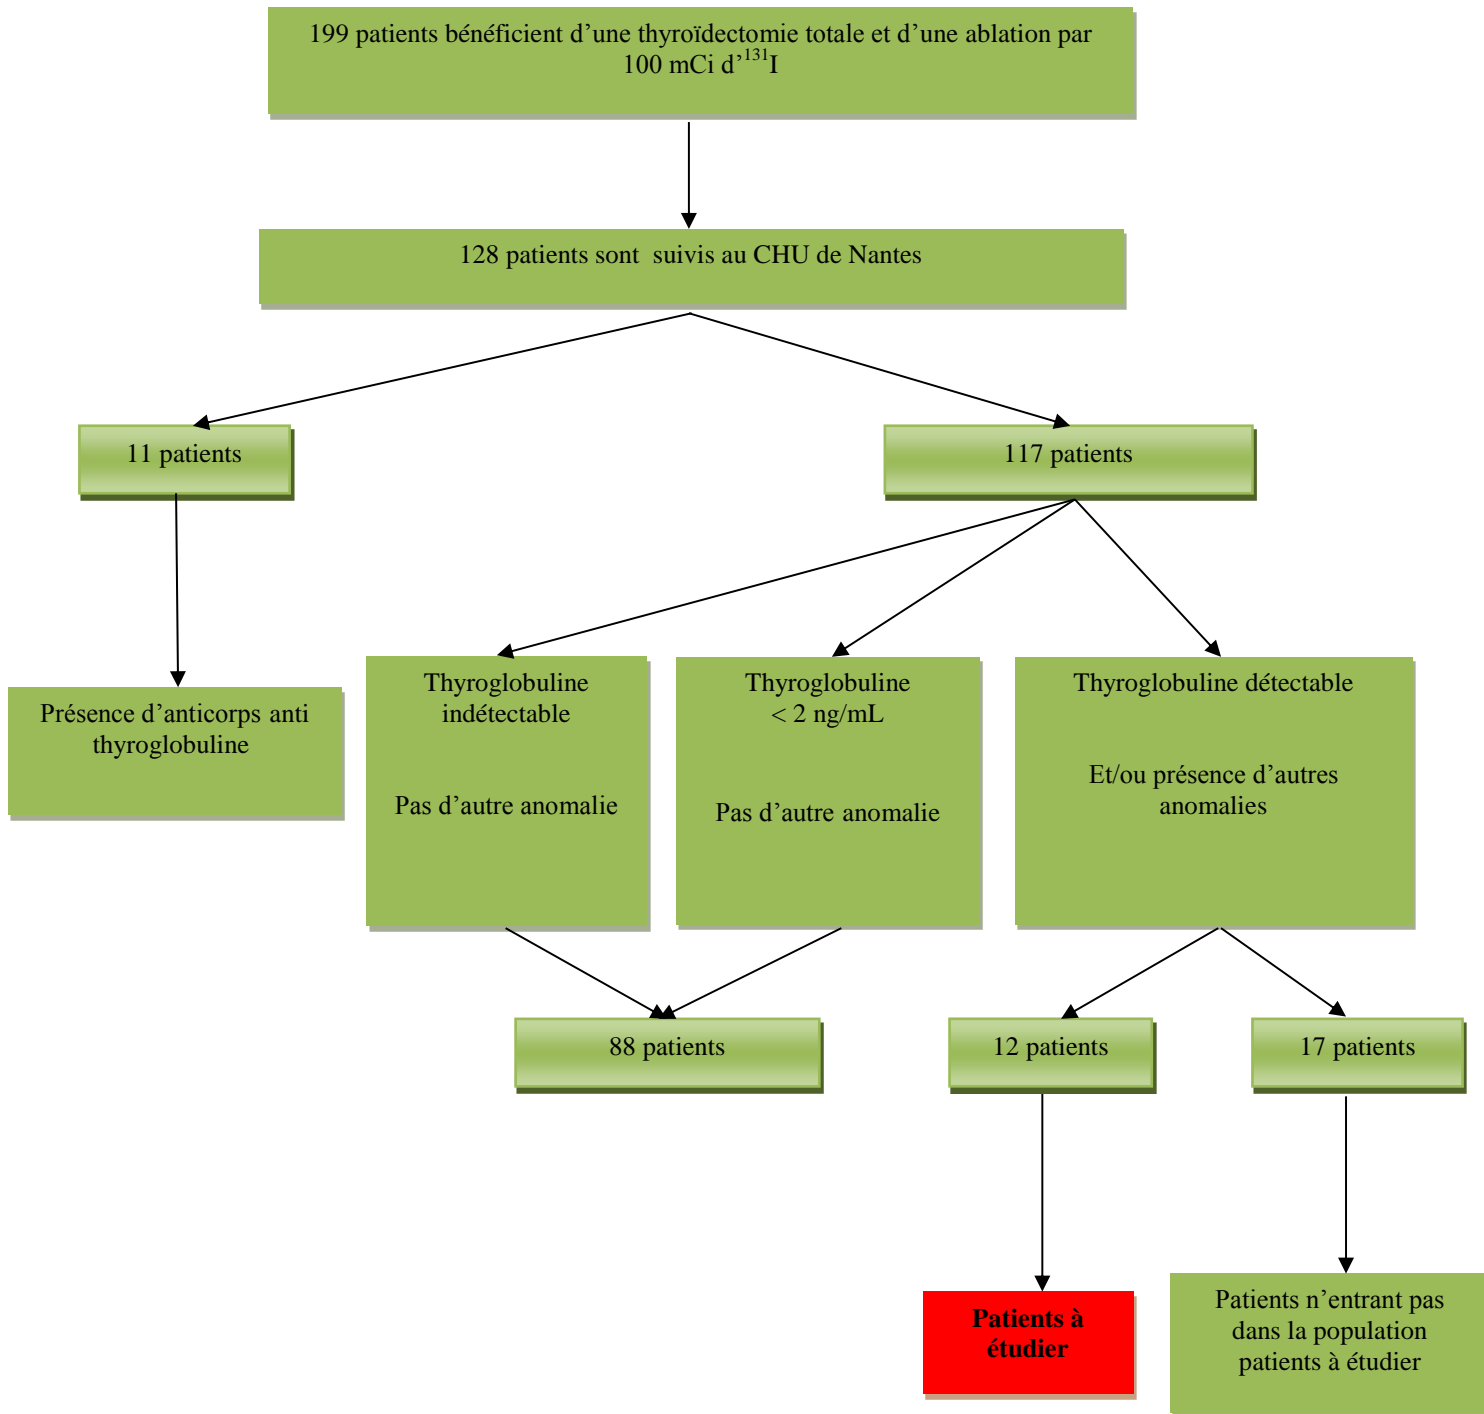 199 patients bénéficient d’une thyroïdectomie totale et d’une ablation par
100 mCi d’131I
128 patients sont suivis au CHU de Nantes
11 patients
117 patients
Présence d’anticorps anti
thyroglobuline
Thyroglobuline
indétectable
Pas d’autre anomalie
Thyroglobuline
< 2 ng/mL
Pas d’autre anomalie
Thyroglobuline détectable
Et/ou présence d’autres
anomalies
88 patients
12 patients
17 patients
Patients à
étudier
Patients n’entrant pas
dans la population
patients à étudier